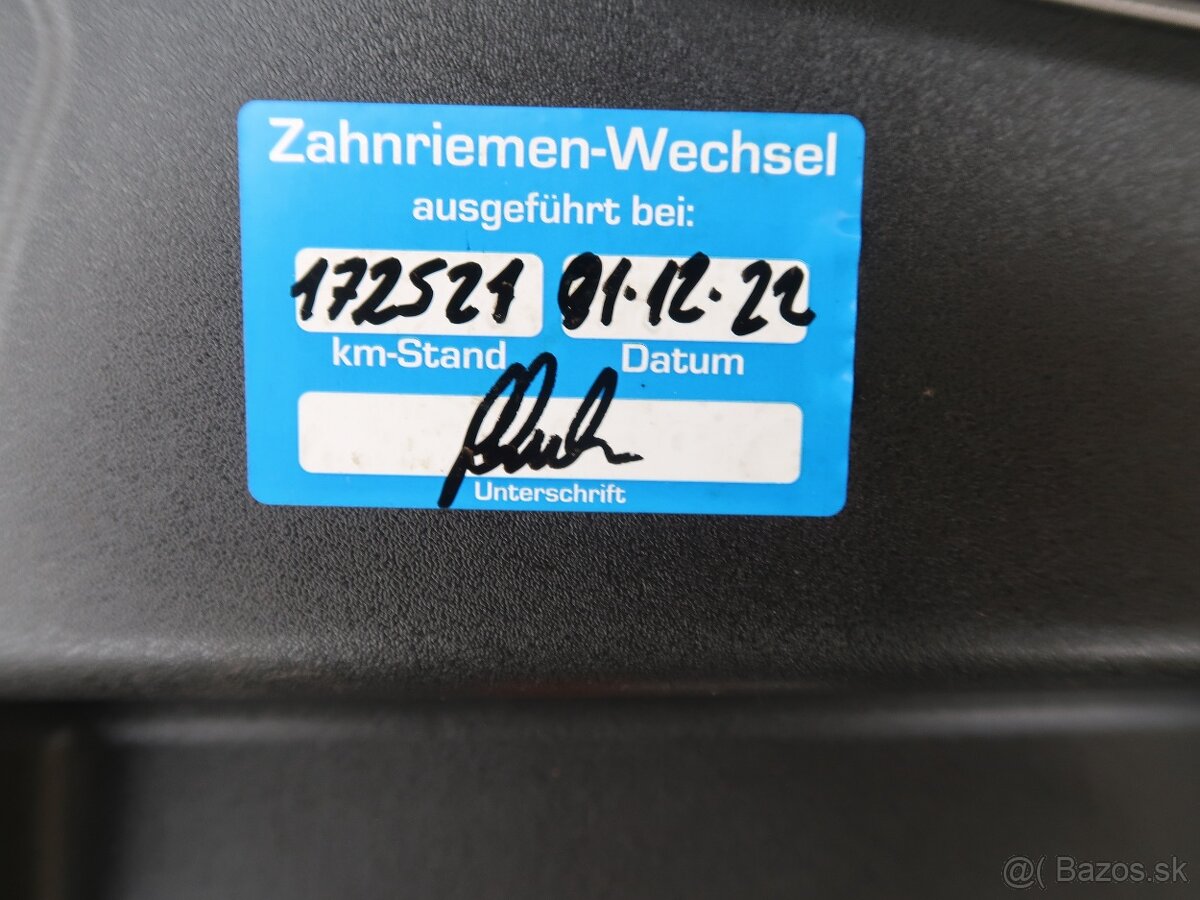 Zahnriemen-Wechsel
ausgeführt bei:
172521 01.12.22
km-Stand Datum
Unterschrift
@( Bazos.sk